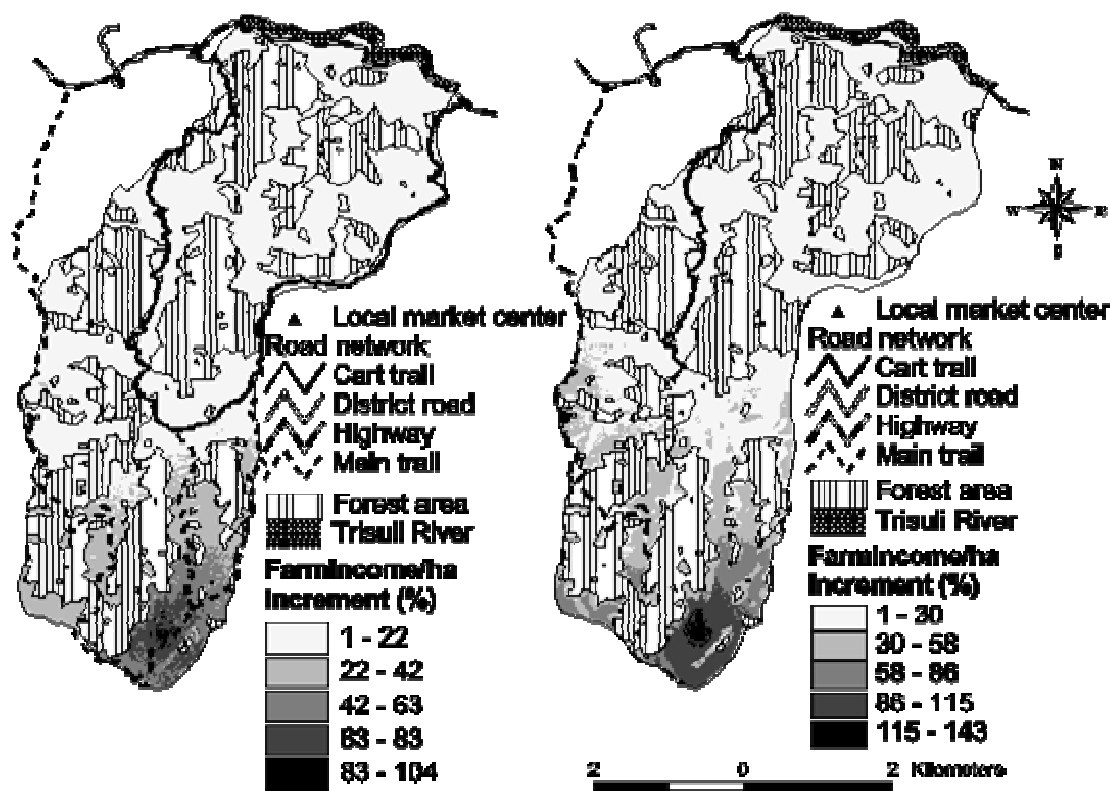 N
W E
S
Local market center
Road network
Cart trail
District road
Highway
Main trail
Forest area
Trisuli River
FarmIncome/ha
Increment (%)
1 - 22
22 - 42
42 - 63
63 - 83
83 - 104
Local market center
Road network
Cart trail
District road
Highway
Main trail
Forest area
Trisuli River
FarmIncome/ha
Increment (%)
1 - 30
30 - 58
58 - 86
86 - 115
115 - 143
2 0 2 Kilometers